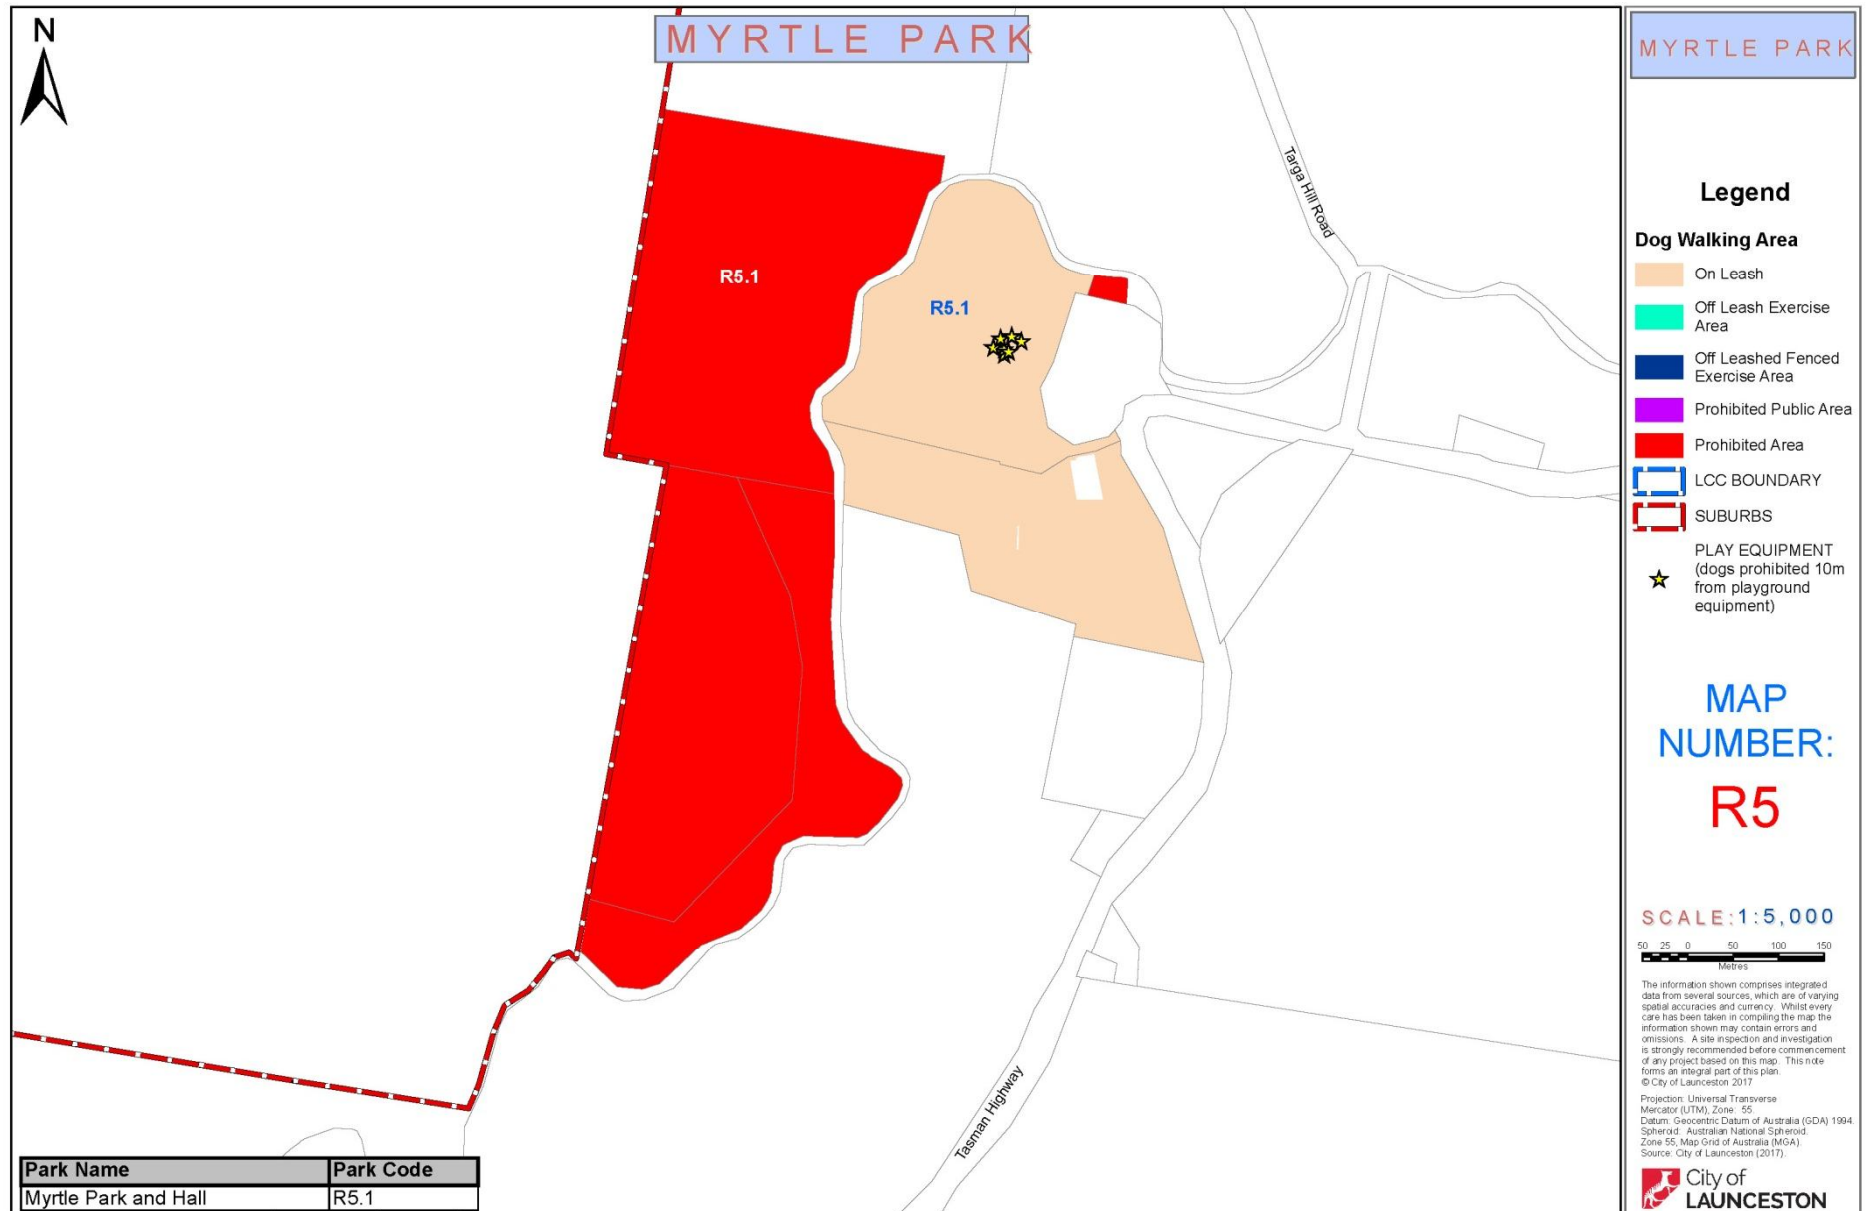 N
MYRTLE PARK
Targa Hill Road
R5.1
R5.1
Tasman Highway
Park Name Park Code
Myrtle Park and Hall R5.1
MYRTLE PARK
Legend
Dog Walking Area
On Leash
Off Leash Exercise
Area
Off Leashed Fenced
Exercise Area
Prohibited Public Area
Prohibited Area
LCC BOUNDARY
SUBURBS
PLAY EQUIPMENT
(dogs prohibited 10m
from playground
equipment)
MAP
NUMBER:
R5
SCALE:1:5,000
50 25 0 50 100 150
Metres
The information shown comprises integrated
data from several sources, which are of varying
spatial accuracies and currency. Whilst every
care has been taken in compiling the map the
information shown may contain errors and
omissions. A site inspection and investigation
is strongly recommended before commencement
of any project based on this map. This note
forms an integral part of this plan.
© City of Launceston 2017
Projection: Universal Transverse
Mercator (UTM), Zone: 55.
Datum: Geocentric Datum of Australia (GDA) 1994.
Spheroid: Australian National Spheroid.
Zone 55, Map Grid of Australia (MGA).
Source: City of Launceston (2017).
City of
LAUNCESTON